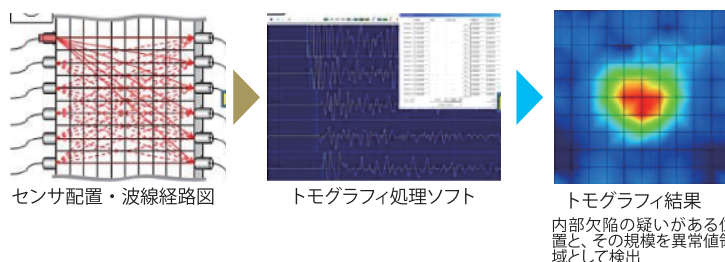 センサ配置・波線経路図
トモグラフィ処理ソフト
トモグラフィ結果
内部欠陥の疑いがある位
置と、その規模を異常値領
域として検出